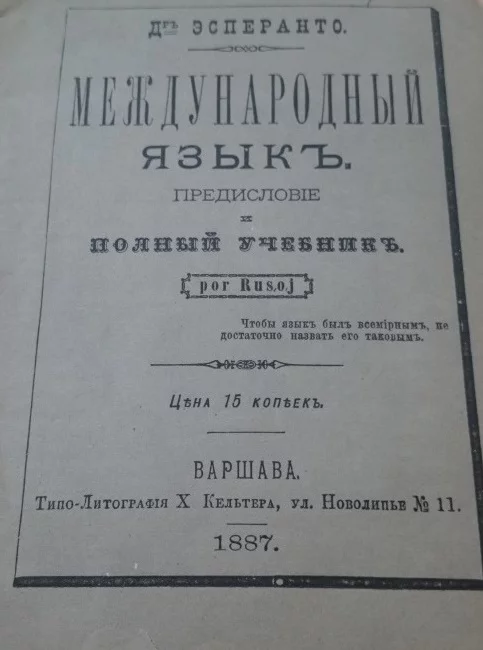 Дръ ЭСПЕРАНТО.
МЕЖДУНАРОДНЫЙ
ЯЗЫКЪ.
ПРЕДИСЛОВІЕ
И
ПОЛНЫЙ УЧЕБНИКЪ.
por Rusoj
Чтобы языкъ былъ всемірнымъ, не
достаточно назвать его таковымъ.
Цѣна 15 копѣекъ.
ВАРШАВА.
Типо-Литографія Х Кельтера, ул. Новолипье № 11.
1887.